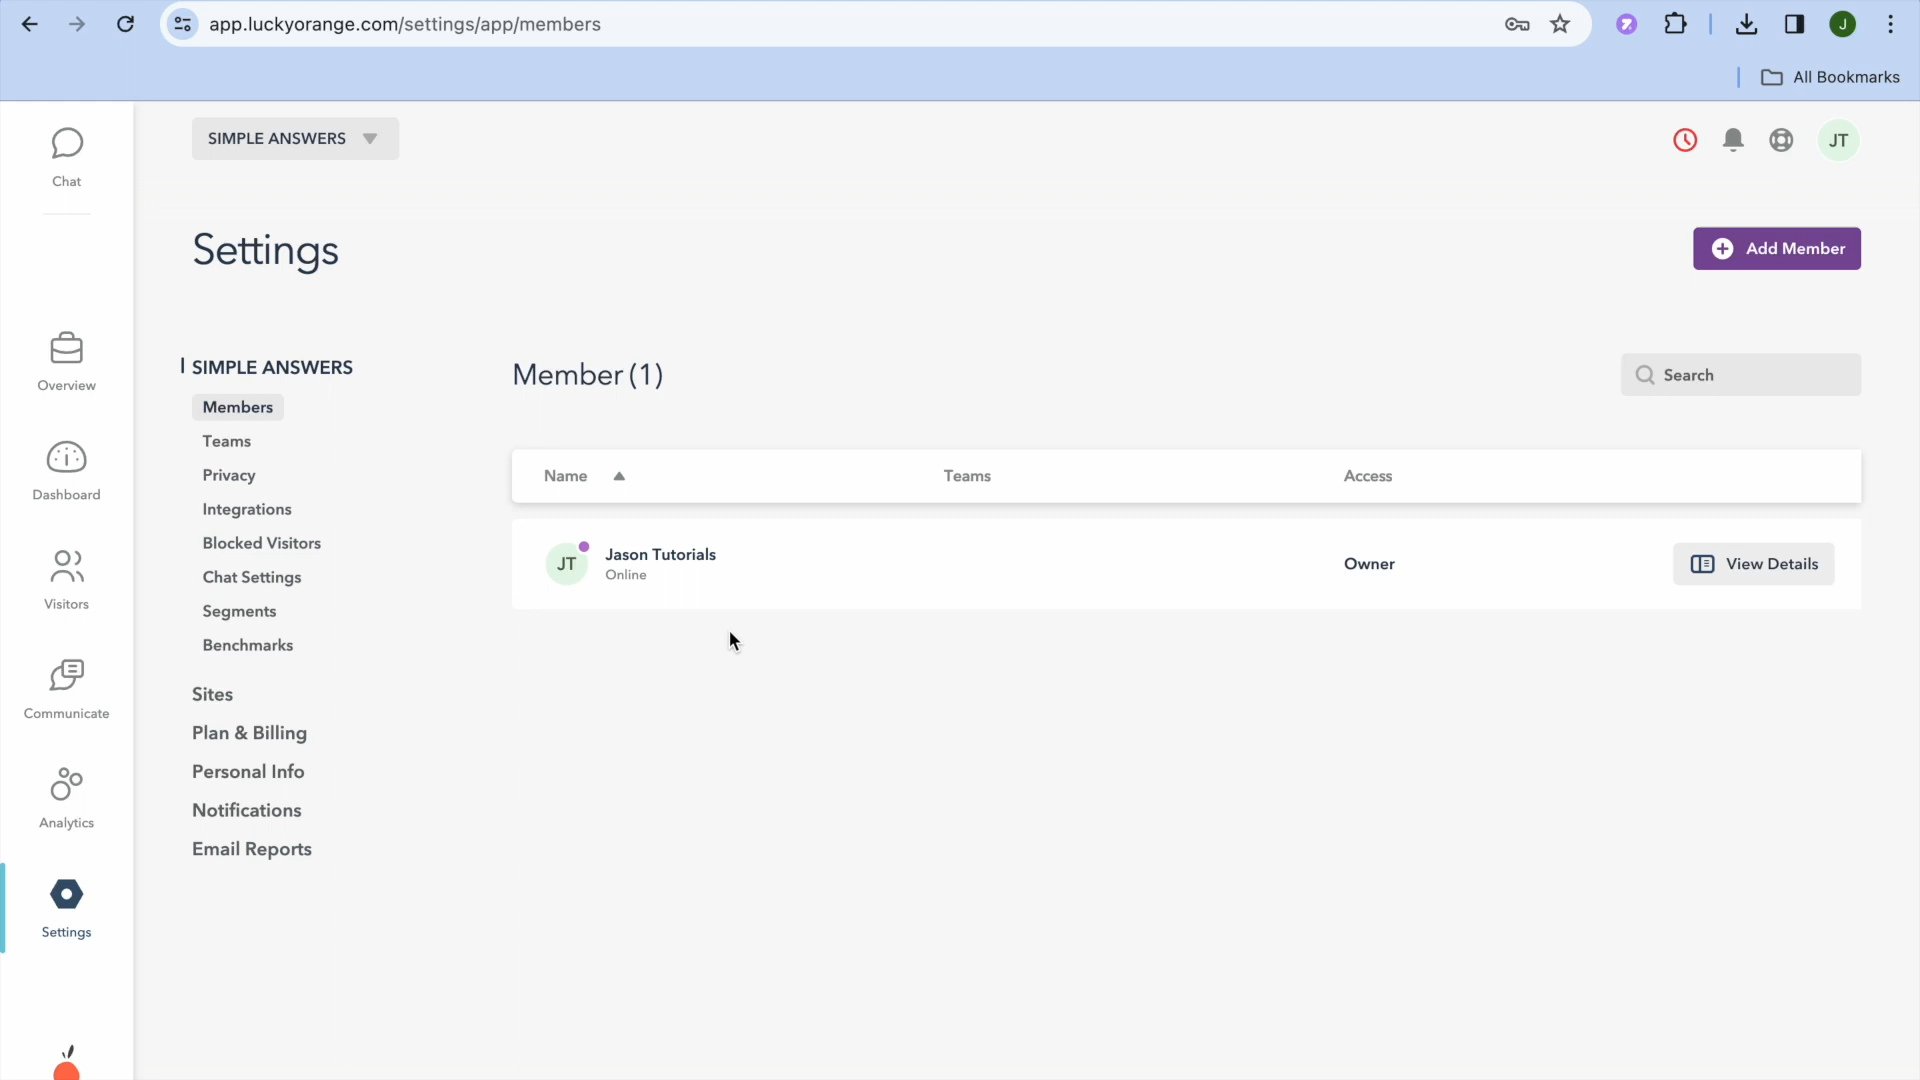 app.luckyorange.com/settings/app/members
J
All Bookmarks
Chat
SIMPLE ANSWERS
JT
Settings
Add Member
Overview
Dashboard
Visitors
Communicate
Analytics
Settings
SIMPLE ANSWERS
Members
Teams
Privacy
Integrations
Blocked Visitors
Chat Settings
Segments
Benchmarks
Sites
Plan & Billing
Personal Info
Notifications
Email Reports
Member (1)
Search
Name Teams Access
JT
Jason Tutorials
Online
Owner
View Details